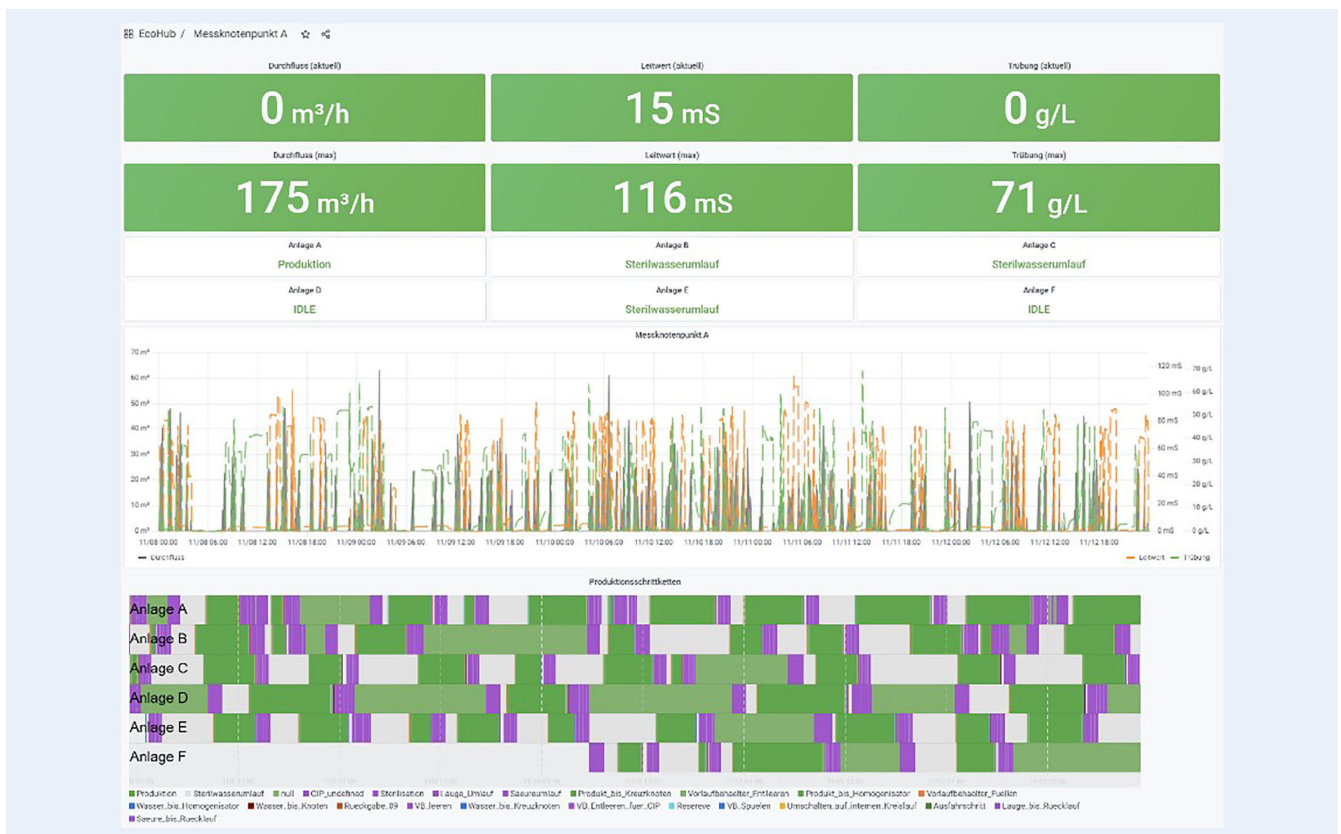 EcoHub / Messknotenpunkt A
Durchfluss (aktuell) Leitwert (aktuell) Trübung (aktuell)
0 m³/h 15 mS 0 g/L
Durchfluss (max) Leitwert (max) Trübung (max)
175 m³/h 116 mS 71 g/L
Anlage A Anlage B Anlage C
Produktion Sterilwasserumlauf Sterilwasserumlauf
Anlage D Anlage E Anlage F
IDLE Sterilwasserumlauf IDLE
Messknotenpunkt A
70 m³
60 m³
50 m³
40 m³
30 m³
20 m³
10 m³
0 m³
120 mS 70 g/L
100 mS 60 g/L
80 mS 50 g/L
40 g/L
60 mS 30 g/L
40 mS 20 g/L
20 mS 10 g/L
0 mS 0 g/L
11/08 00:00 11/08 06:00 11/08 12:00 11/08 18:00 11/09 00:00 11/09 06:00 11/09 12:00 11/09 18:00 11/10 00:00 11/10 06:00 11/10 12:00 11/10 18:00 11/11 00:00 11/11 06:00 11/11 12:00 11/11 18:00 11/12 00:00 11/12 06:00 11/12 12:00 11/12 18:00
Durchfluss Leitwert Trübung
Produktionsschrittketten
Anlage A
Anlage B
Anlage C
Anlage D
Anlage E
Anlage F
Produktion Sterilwasserumlauf null CIP_undefined Sterilisation Lauge_Umlauf Saeureumlauf Produkt_bis_Kreuzknoten Vorlaufbehaelter_Entleeren Produkt_bis_Homogenisator Vorlaufbehaelter_Fuellen
Wasser_bis_Homogenisator Wasser_bis_Knoten Rueckgabe_09 VB_leeren Wasser_bis_Kreuzknoten VB_Entleeren_fuer_CIP Resereve VB_Spuelen Umschalten_auf_internen_Kreislauf Ausfahrschritt Lauge_bis_Ruecklauf
Saeure_bis_Ruecklauf